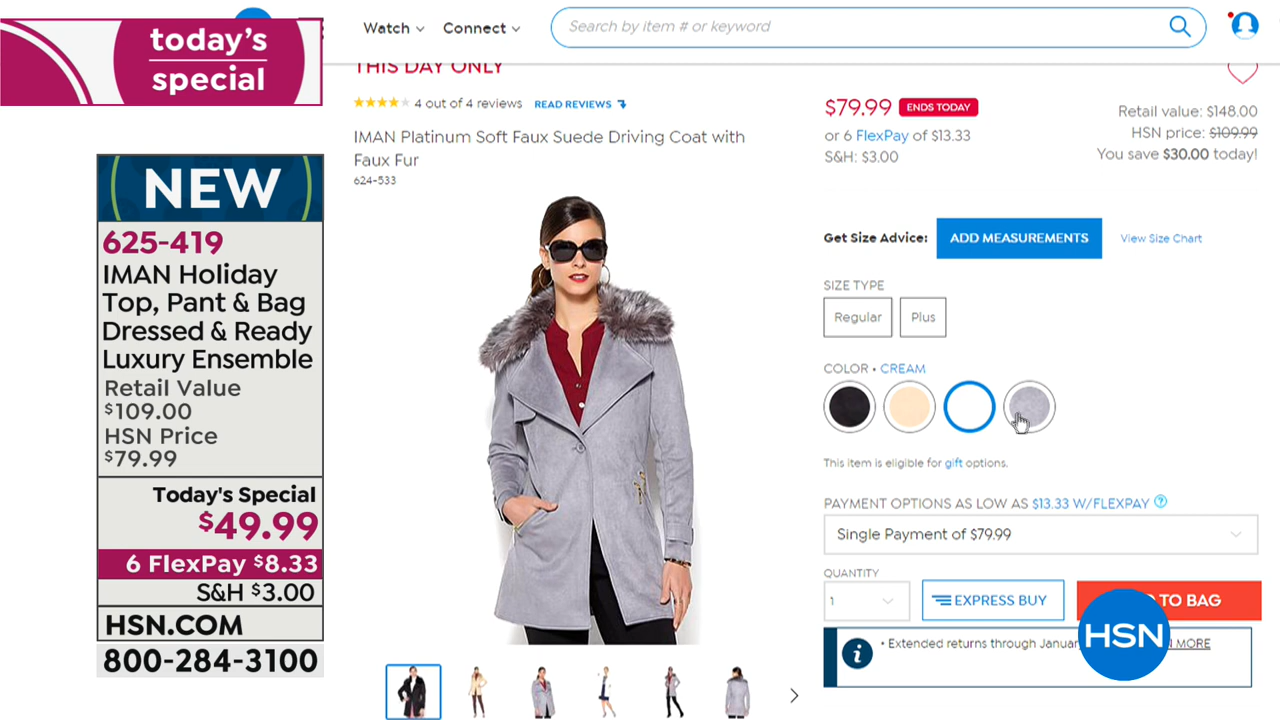 today's
special
NEW
625-419
IMAN Holiday
Top, Pant & Bag
Dressed & Ready
Luxury Ensemble
Retail Value
$109.00
HSN Price
$79.99
Today's Special
$49.99
6 FlexPay $8.33
S&H $3.00
HSN.COM
800-284-3100
Watch
Connect
Search by item # or keyword
THIS DAY ONLY
4 out of 4 reviews READ REVIEWS
IMAN Platinum Soft Faux Suede Driving Coat with
Faux Fur
624-533
$79.99 ENDS TODAY
or 6 FlexPay of $13.33
S&H: $3.00
Retail value: $148.00
HSN price: $109.99
You save $30.00 today!
Get Size Advice: ADD MEASUREMENTS View Size Chart
SIZE TYPE
Regular Plus
COLOR • CREAM
This item is eligible for gift options.
PAYMENT OPTIONS AS LOW AS $13.33 W/FLEXPAY ?
Single Payment of $79.99
QUANTITY
1
EXPRESS BUY
TO BAG
i
• Extended returns through Januar
MORE
HSN